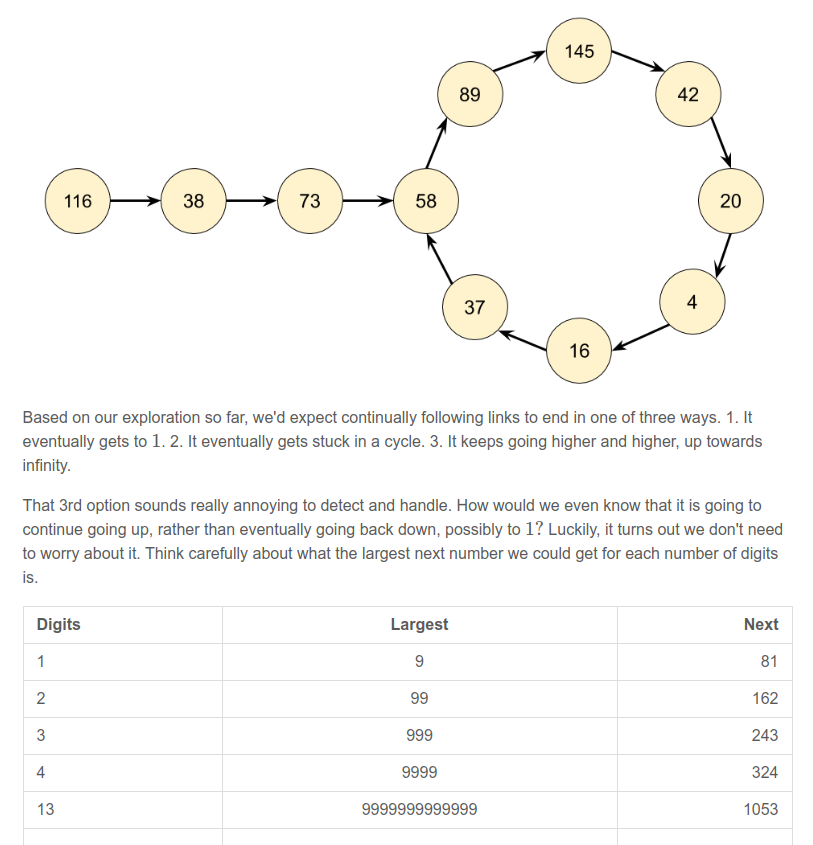 145
89
42
116
38
73
58
20
4
37
16
Based on our exploration so far, we'd expect continually following links to end in one of three ways. 1. It
eventually gets to 1. 2. It eventually gets stuck in a cycle. 3. It keeps going higher and higher, up towards
infinity.
That 3rd option sounds really annoying to detect and handle. How would we even know that it is going to
continue going up, rather than eventually going back down, possibly to 1? Luckily, it turns out we don't need
to worry about it. Think carefully about what the largest next number we could get for each number of digits
is.
Digits Largest Next
1 9 81
2 99 162
3 999 243
4 9999 324
13 9999999999999 1053